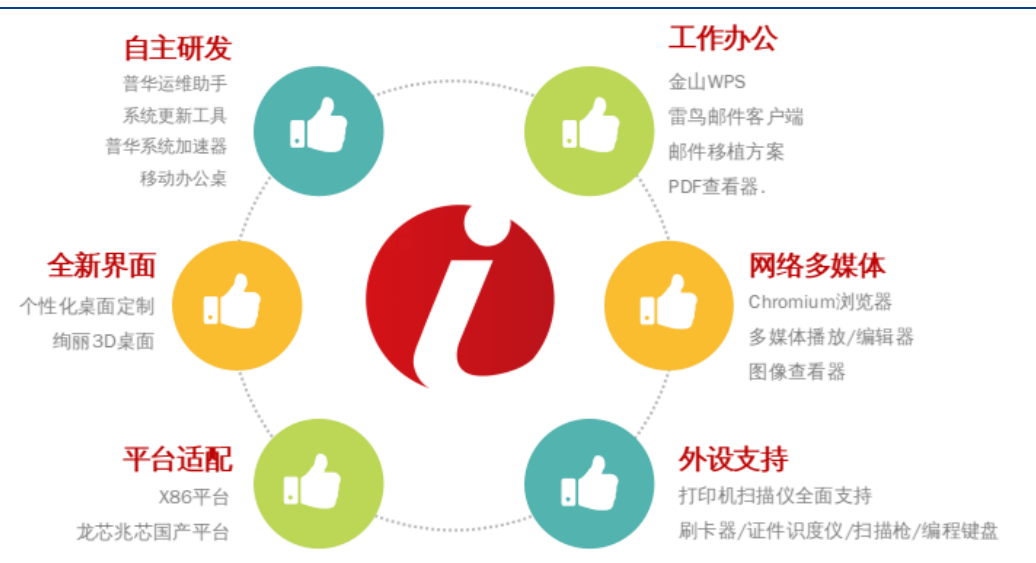 自主研发
普华运维助手
系统更新工具
普华系统加速器
移动办公桌
工作办公
金山WPS
雷鸟邮件客户端
邮件移植方案
PDF查看器.
全新界面
个性化桌面定制
绚丽3D桌面
网络多媒体
Chromium浏览器
多媒体播放/编辑器
图像查看器
平台适配
X86平台
龙芯兆芯国产平台
外设支持
打印机扫描仪全面支持
刷卡器/证件识度仪/扫描枪/编程键盘